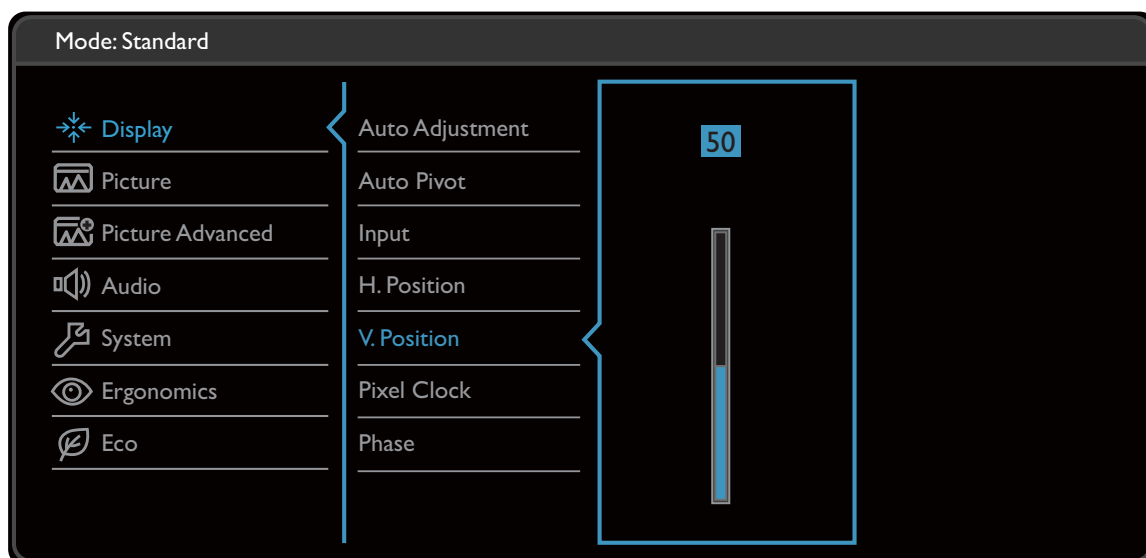 Mode: Standard
Display
Picture
Picture Advanced
Audio
System
Ergonomics
Eco
Auto Adjustment
Auto Pivot
Input
H. Position
V. Position
Pixel Clock
Phase
50